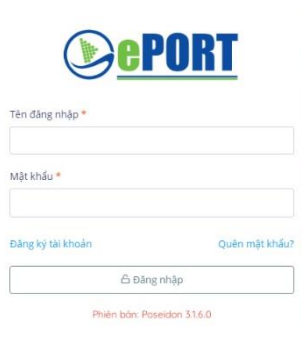 ePORT
Tên đăng nhập *
Mật khẩu *
Đăng ký tài khoản Quên mật khẩu?
Đăng nhập
Phiên bản: Poseidon 3.1.6.0